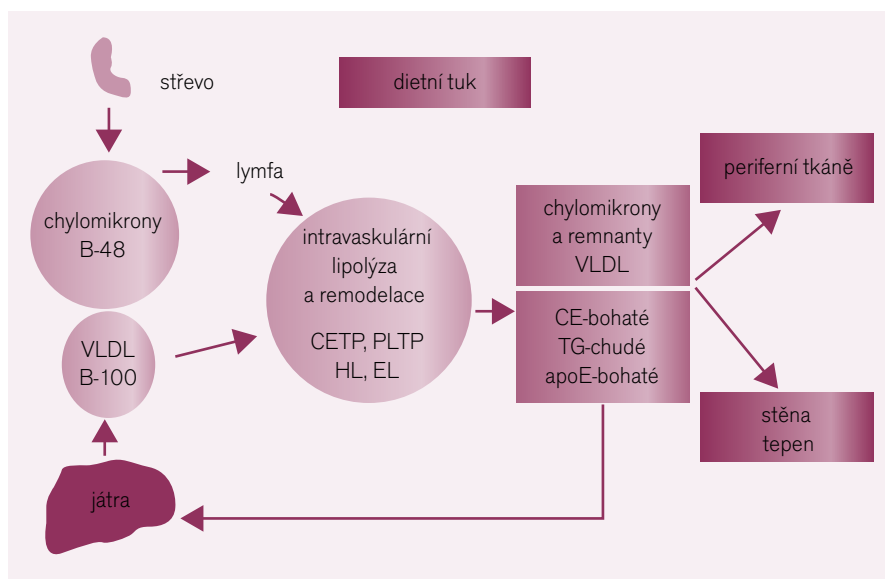 střevo
dietní tuk
lymfa
chylomikrony
B-48
VLDL
B-100
játra
intravaskulární
lipolýza
a remodelace
CETP, PLTP
HL, EL
chylomikrony
a remnanty
VLDL
CE-bohaté
TG-chudé
apoE-bohaté
periferní tkáně
stěna
tepen